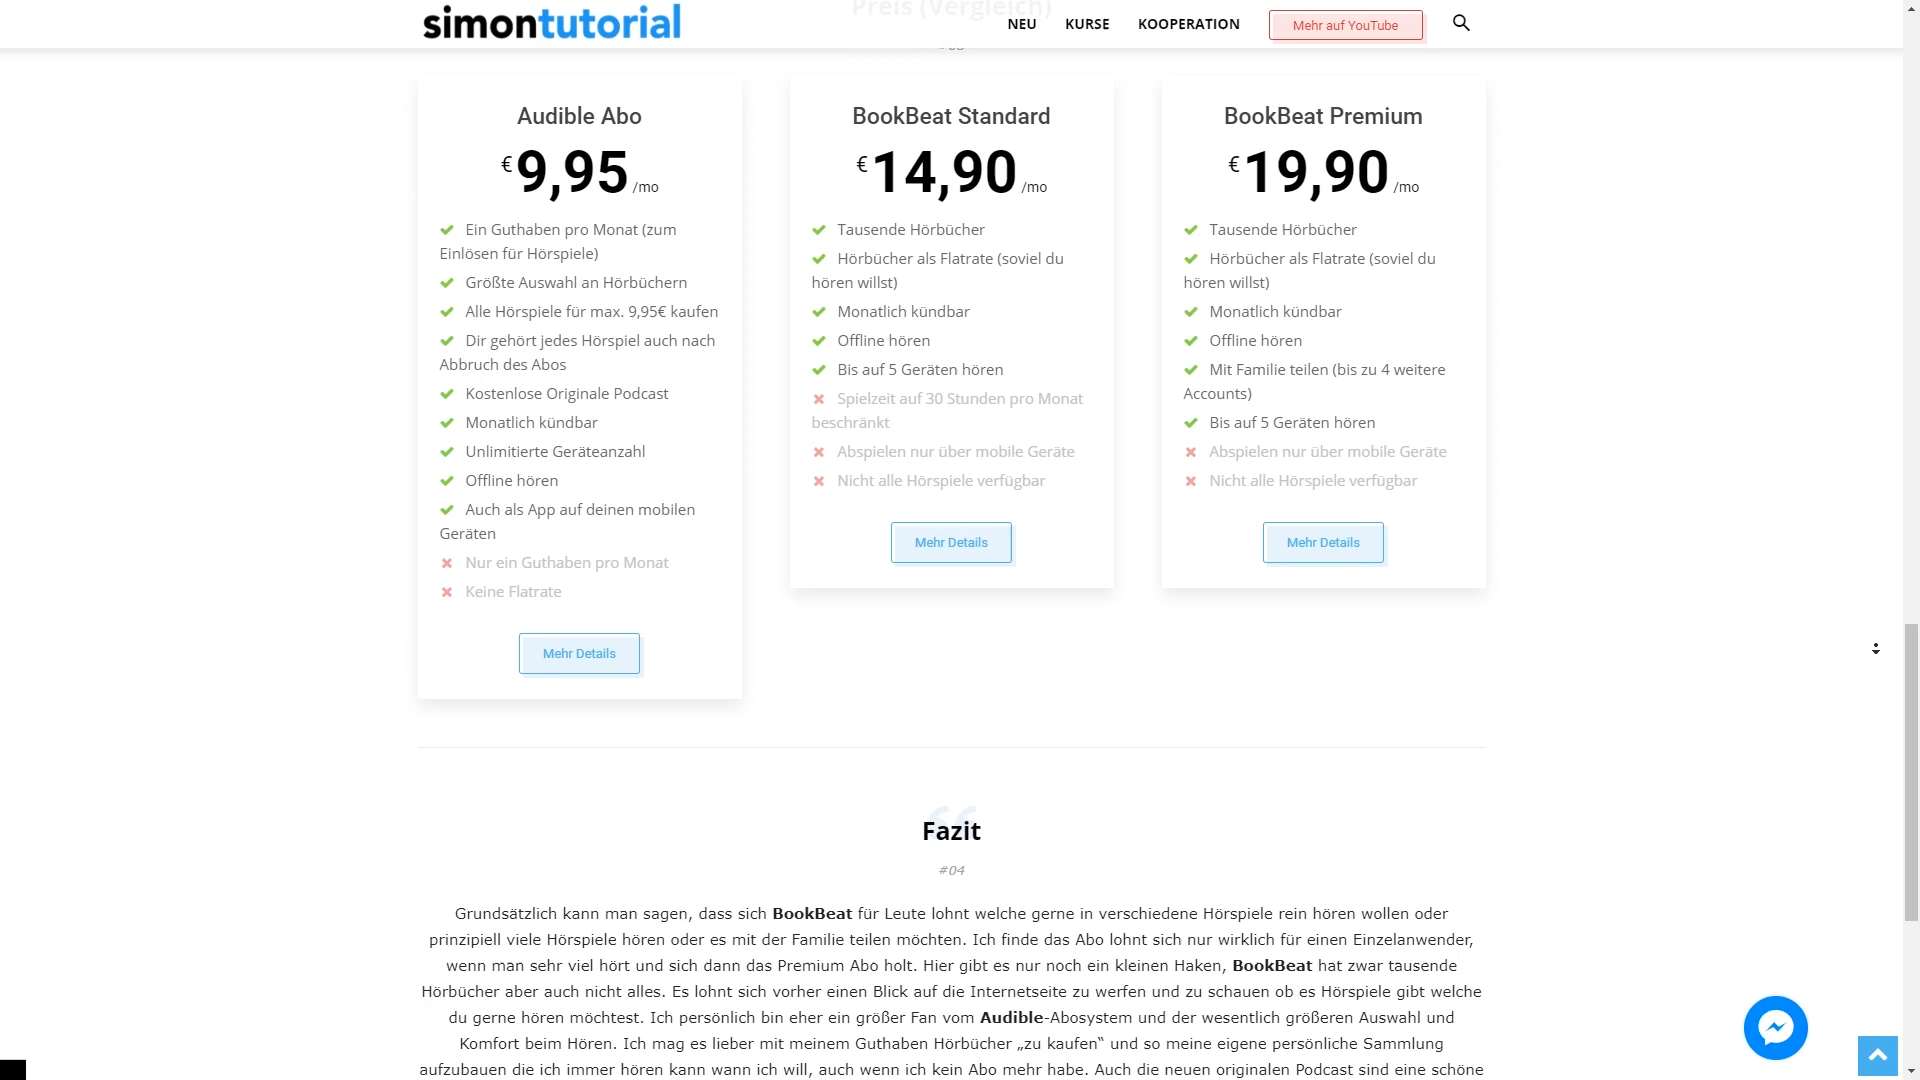 simontutorial
NEU
KURSE
KOOPERATION
Mehr auf YouTube
Preis (Vergleich)
Audible Abo
€ 9,95 /mo
Ein Guthaben pro Monat (zum
Einlösen für Hörspiele)
Größte Auswahl an Hörbüchern
Alle Hörspiele für max. 9,95€ kaufen
Dir gehört jedes Hörspiel auch nach
Abbruch des Abos
Kostenlose Originale Podcast
Monatlich kündbar
Unlimitierte Geräteanzahl
Offline hören
Auch als App auf deinen mobilen
Geräten
Nur ein Guthaben pro Monat
Keine Flatrate
Mehr Details
BookBeat Standard
€ 14,90 /mo
Tausende Hörbücher
Hörbücher als Flatrate (soviel du
hören willst)
Monatlich kündbar
Offline hören
Bis auf 5 Geräten hören
Spielzeit auf 30 Stunden pro Monat
beschränkt
Abspielen nur über mobile Geräte
Nicht alle Hörspiele verfügbar
Mehr Details
BookBeat Premium
€ 19,90 /mo
Tausende Hörbücher
Hörbücher als Flatrate (soviel du
hören willst)
Monatlich kündbar
Offline hören
Mit Familie teilen (bis zu 4 weitere
Accounts)
Bis auf 5 Geräten hören
Abspielen nur über mobile Geräte
Nicht alle Hörspiele verfügbar
Mehr Details
Fazit
#04
Grundsätzlich kann man sagen, dass sich BookBeat für Leute lohnt welche gerne in verschiedene Hörspiele rein hören wollen oder
prinzipiell viele Hörspiele hören oder es mit der Familie teilen möchten. Ich finde das Abo lohnt sich nur wirklich für einen Einzelanwender,
wenn man sehr viel hört und sich dann das Premium Abo holt. Hier gibt es nur noch ein kleinen Haken, BookBeat hat zwar tausende
Hörbücher aber auch nicht alles. Es lohnt sich vorher einen Blick auf die Internetseite zu werfen und zu schauen ob es Hörspiele gibt welche
du gerne hören möchtest. Ich persönlich bin eher ein größer Fan vom Audible-Abosystem und der wesentlich größeren Auswahl und
Komfort beim Hören. Ich mag es lieber mit meinem Guthaben Hörbücher „zu kaufen“ und so meine eigene persönliche Sammlung
aufzubauen die ich immer hören kann wann ich will, auch wenn ich kein Abo mehr habe. Auch die neuen originalen Podcast sind eine schöne